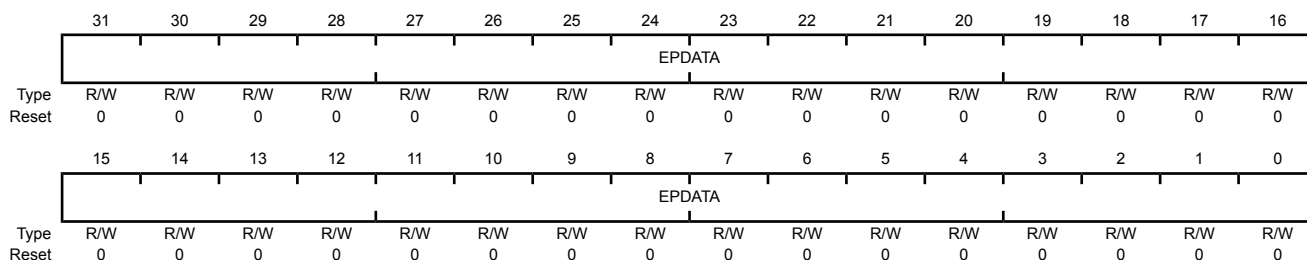 31 30 29 28 27 26 25 24 23 22 21 20 19 18 17 16
EPDATA
Type R/W R/W R/W R/W R/W R/W R/W R/W R/W R/W R/W R/W R/W R/W R/W R/W
Reset 0 0 0 0 0 0 0 0 0 0 0 0 0 0 0 0
15 14 13 12 11 10 9 8 7 6 5 4 3 2 1 0
EPDATA
Type R/W R/W R/W R/W R/W R/W R/W R/W R/W R/W R/W R/W R/W R/W R/W R/W
Reset 0 0 0 0 0 0 0 0 0 0 0 0 0 0 0 0